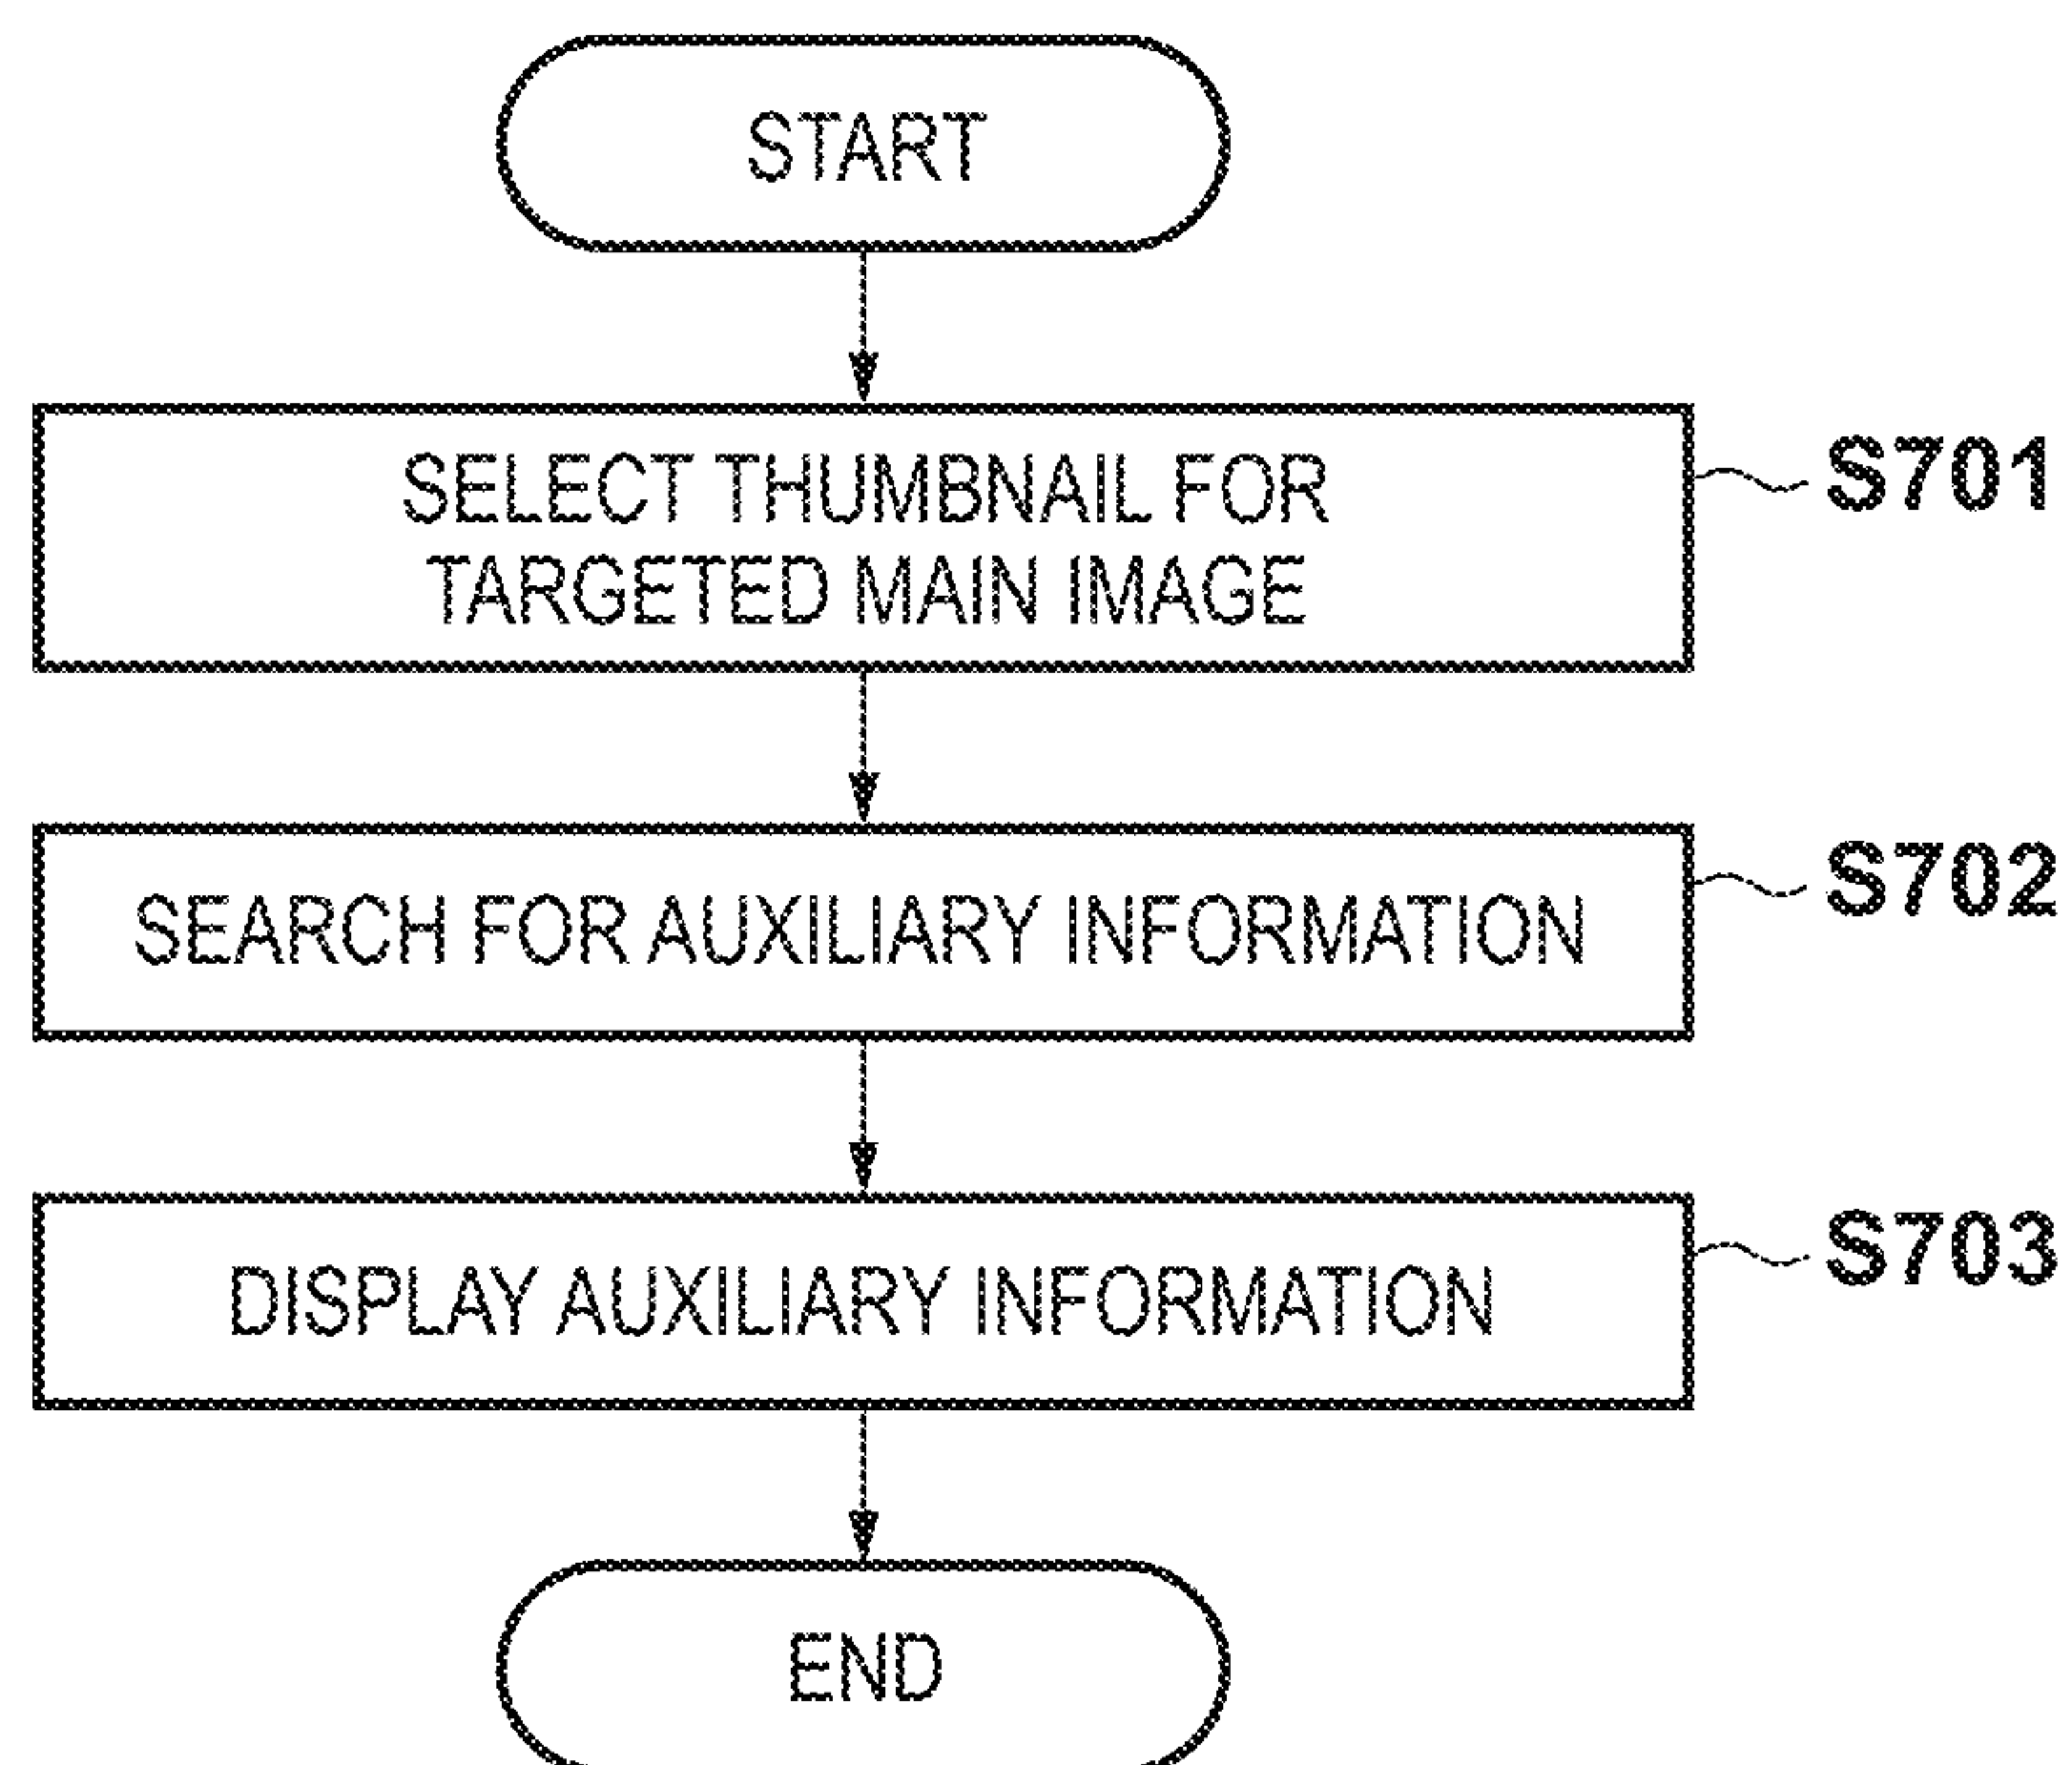 START
SELECT THUMBNAIL FOR
TARGETED MAIN IMAGE
S701
SEARCH FOR AUXILIARY INFORMATION
S702
DISPLAY AUXILIARY INFORMATION
S703
END